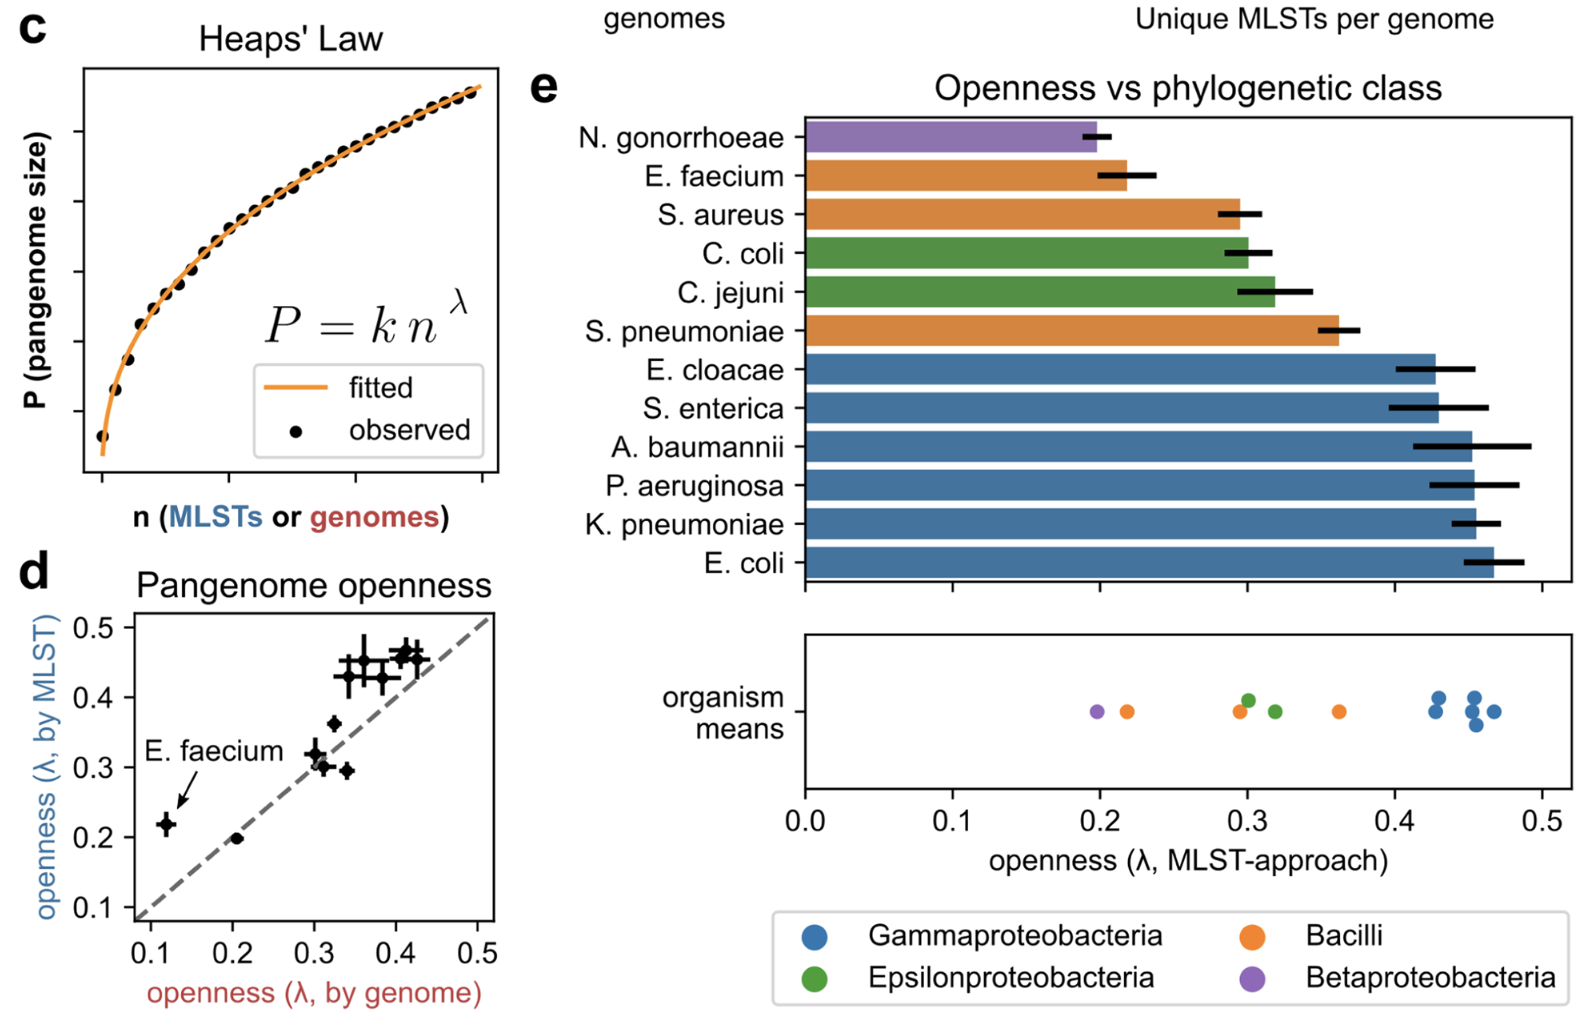 genomes
Unique MLSTs per genome
c
Heaps' Law
P (pangenome size)
P = k n λ
fitted
observed
n (MLSTs or genomes)
d
Pangenome openness
openness (λ, by MLST)
0.5
0.4
0.3
0.2
0.1
E. faecium
0.1 0.2 0.3 0.4 0.5
openness (λ, by genome)
e
Openness vs phylogenetic class
N. gonorrhoeae
E. faecium
S. aureus
C. coli
C. jejuni
S. pneumoniae
E. cloacae
S. enterica
A. baumannii
P. aeruginosa
K. pneumoniae
E. coli
organism
means
0.0 0.1 0.2 0.3 0.4 0.5
openness (λ, MLST-approach)
Gammaproteobacteria
Bacilli
Epsilonproteobacteria
Betaproteobacteria